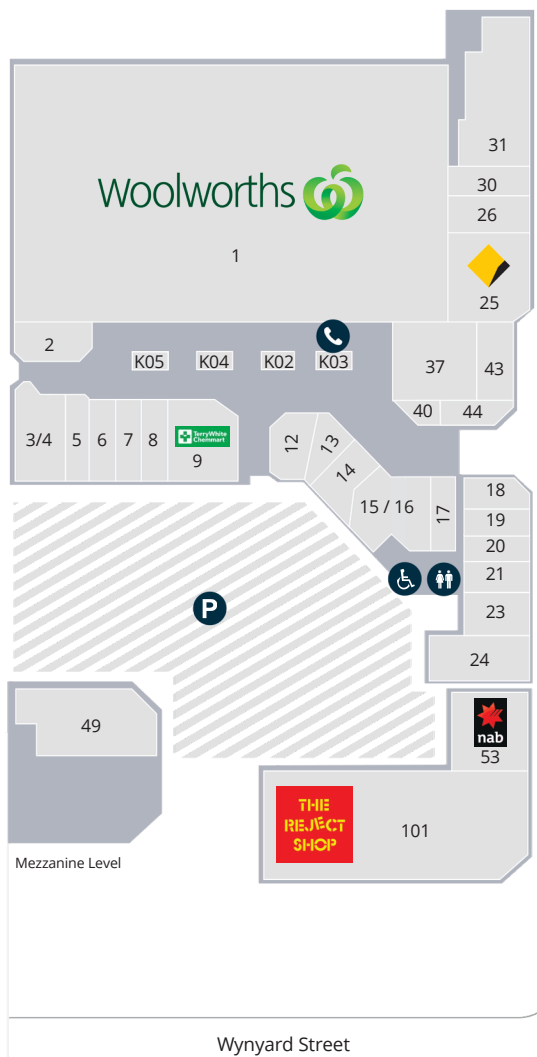 31
30
26
Woolworths
1
25
2
K05
K04
K02
K03
37
43
40
44
3/4
5
6
7
8
TerryWhite
Chemmart
9
12
13
14
15 / 16
17
18
19
20
21
23
24
P
49
nab
53
THE
REJECT
SHOP
101
Mezzanine Level
Wynyard Street